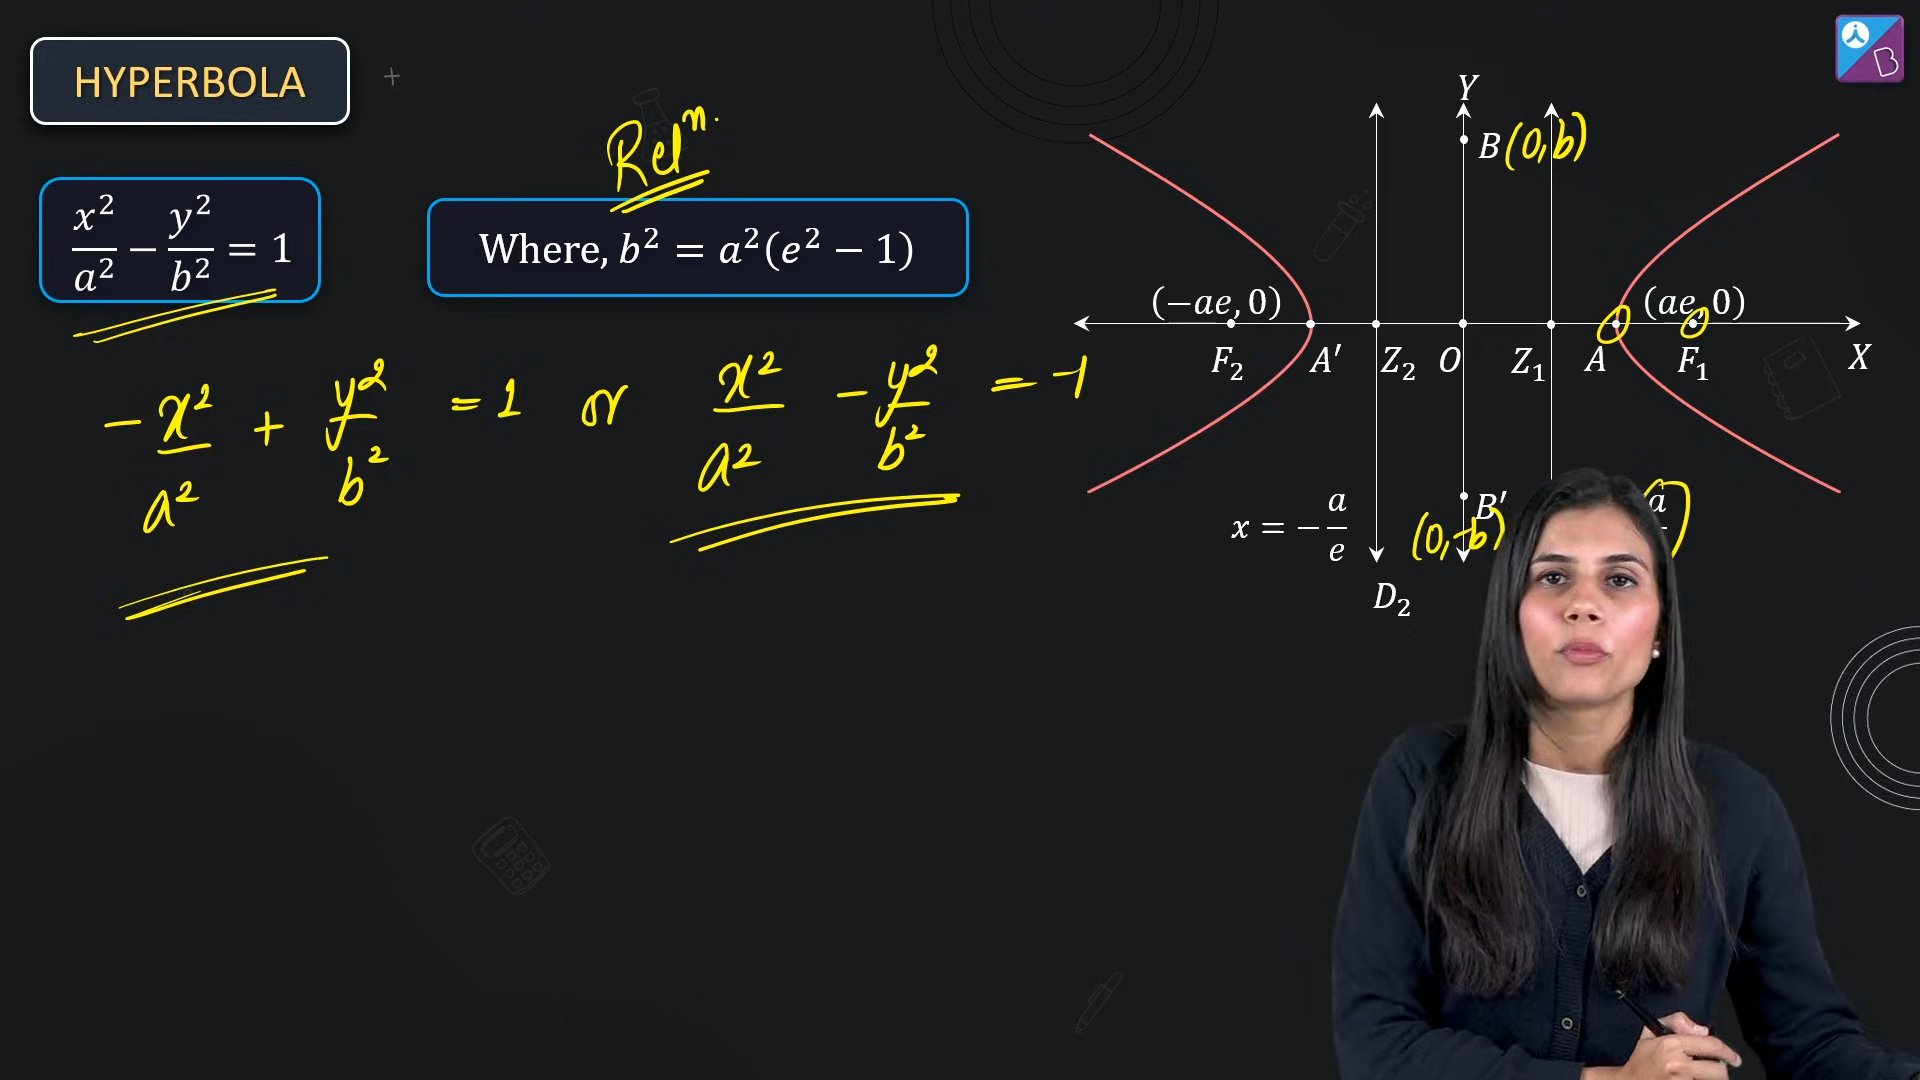 HYPERBOLA
x²/a² − y²/b² = 1
Relⁿ.
Where, b² = a²(e² − 1)
−x²/a² + y²/b² = 1 or x²/a² − y²/b² = −1
Y
B (0, b)
(−ae, 0) (ae, 0)
F₂ A′ Z₂ O Z₁ A F₁ X
B′
x = −a/e (0, −b) a
D₂
B